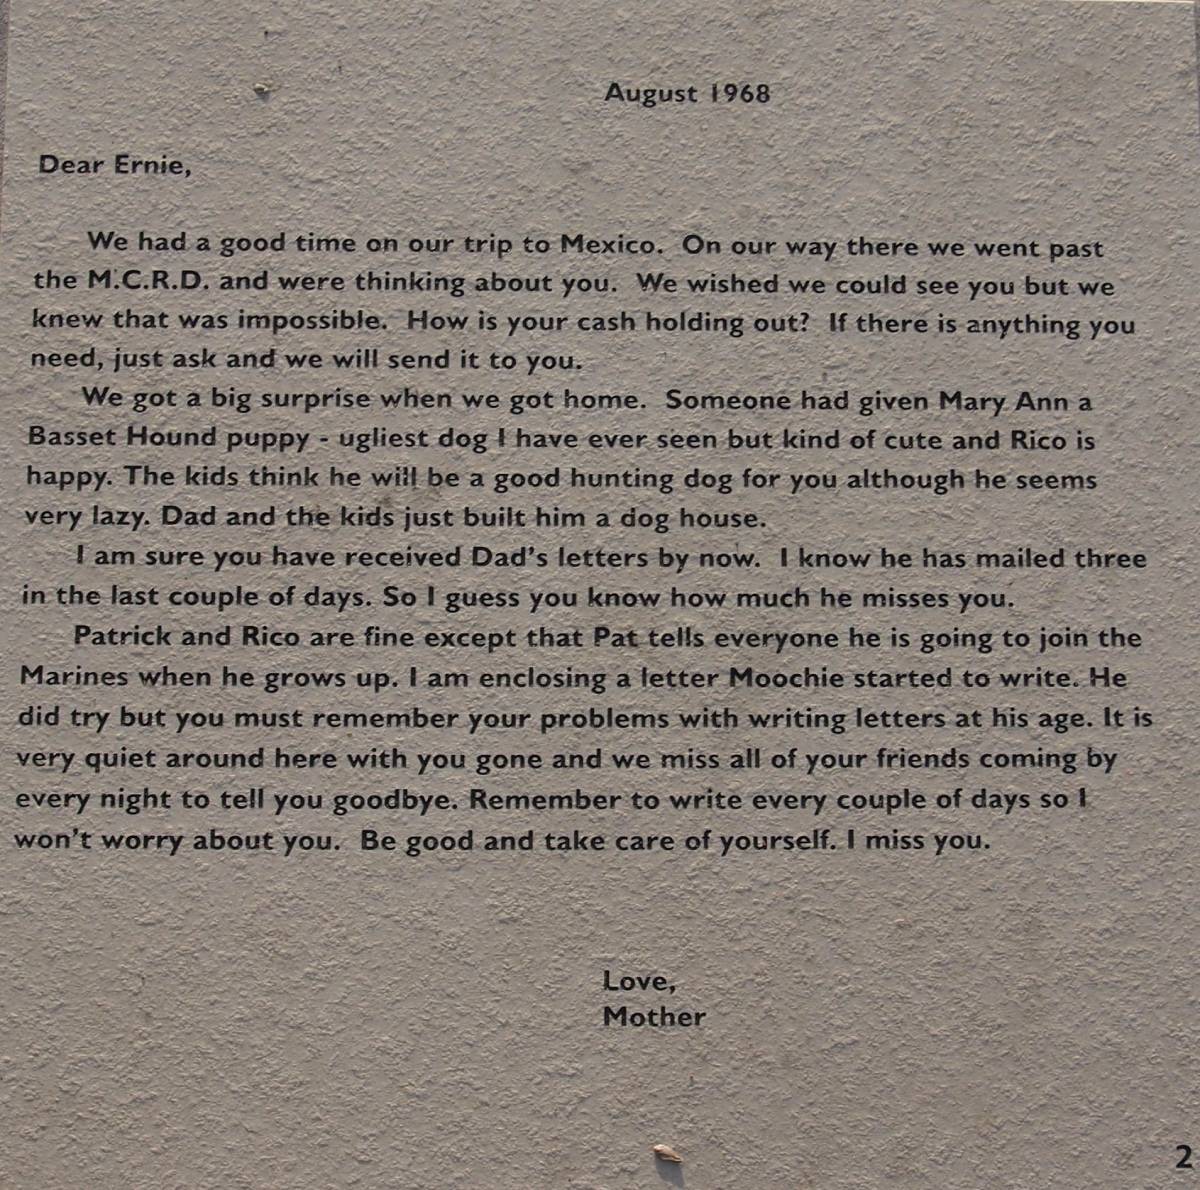 August 1968
Dear Ernie,
We had a good time on our trip to Mexico. On our way there we went past
the M.C.R.D. and were thinking about you. We wished we could see you but we
knew that was impossible. How is your cash holding out? If there is anything you
need, just ask and we will send it to you.
We got a big surprise when we got home. Someone had given Mary Ann a
Basset Hound puppy - ugliest dog I have ever seen but kind of cute and Rico is
happy. The kids think he will be a good hunting dog for you although he seems
very lazy. Dad and the kids just built him a dog house.
I am sure you have received Dad's letters by now. I know he has mailed three
in the last couple of days. So I guess you know how much he misses you.
Patrick and Rico are fine except that Pat tells everyone he is going to join the
Marines when he grows up. I am enclosing a letter Moochie started to write. He
did try but you must remember your problems with writing letters at his age. It is
very quiet around here with you gone and we miss all of your friends coming by
every night to tell you goodbye. Remember to write every couple of days so I
won't worry about you. Be good and take care of yourself. I miss you.
Love,
Mother
2